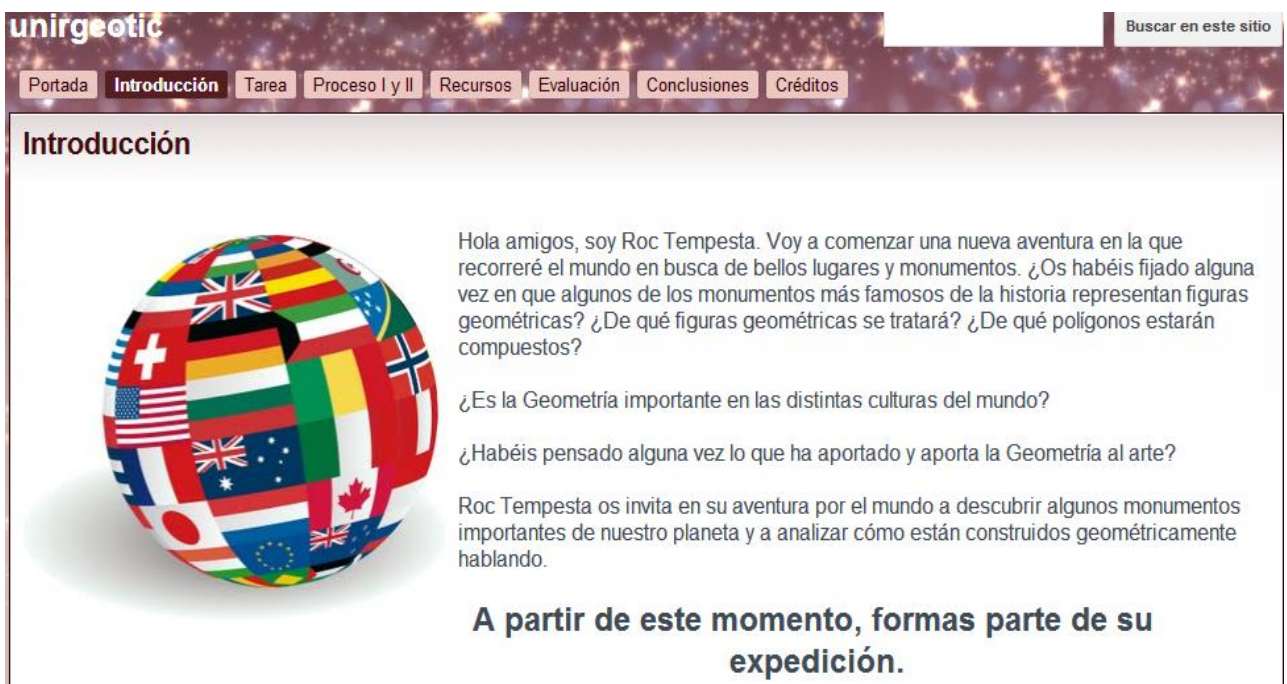 unirgeotic
Buscar en este sitio
Portada Introducción Tarea Proceso I y II Recursos Evaluación Conclusiones Créditos
Introducción
Hola amigos, soy Roc Tempesta. Voy a comenzar una nueva aventura en la que
recorreré el mundo en busca de bellos lugares y monumentos. ¿Os habéis fijado alguna
vez en que algunos de los monumentos más famosos de la historia representan figuras
geométricas? ¿De qué figuras geométricas se tratará? ¿De qué polígonos estarán
compuestos?
¿Es la Geometría importante en las distintas culturas del mundo?
¿Habéis pensado alguna vez lo que ha aportado y aporta la Geometría al arte?
Roc Tempesta os invita en su aventura por el mundo a descubrir algunos monumentos
importantes de nuestro planeta y a analizar cómo están construidos geométricamente
hablando.
A partir de este momento, formas parte de su
expedición.